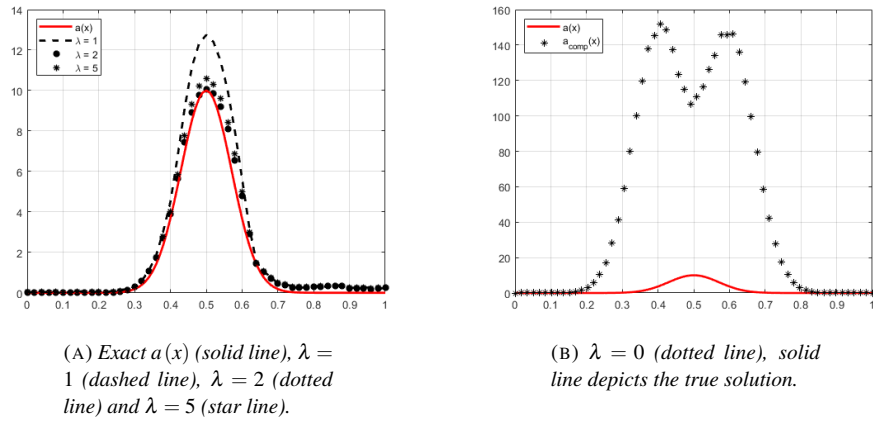 14
12
10
8
6
4
2
0
a(x)
λ = 1
λ = 2
λ = 5
0 0.1 0.2 0.3 0.4 0.5 0.6 0.7 0.8 0.9 1
160
140
120
100
80
60
40
20
0
a(x)
a_comp(x)
0 0.1 0.2 0.3 0.4 0.5 0.6 0.7 0.8 0.9 1
(A) Exact a(x) (solid line), λ =
1 (dashed line), λ = 2 (dotted
line) and λ = 5 (star line).
(B) λ = 0 (dotted line), solid
line depicts the true solution.